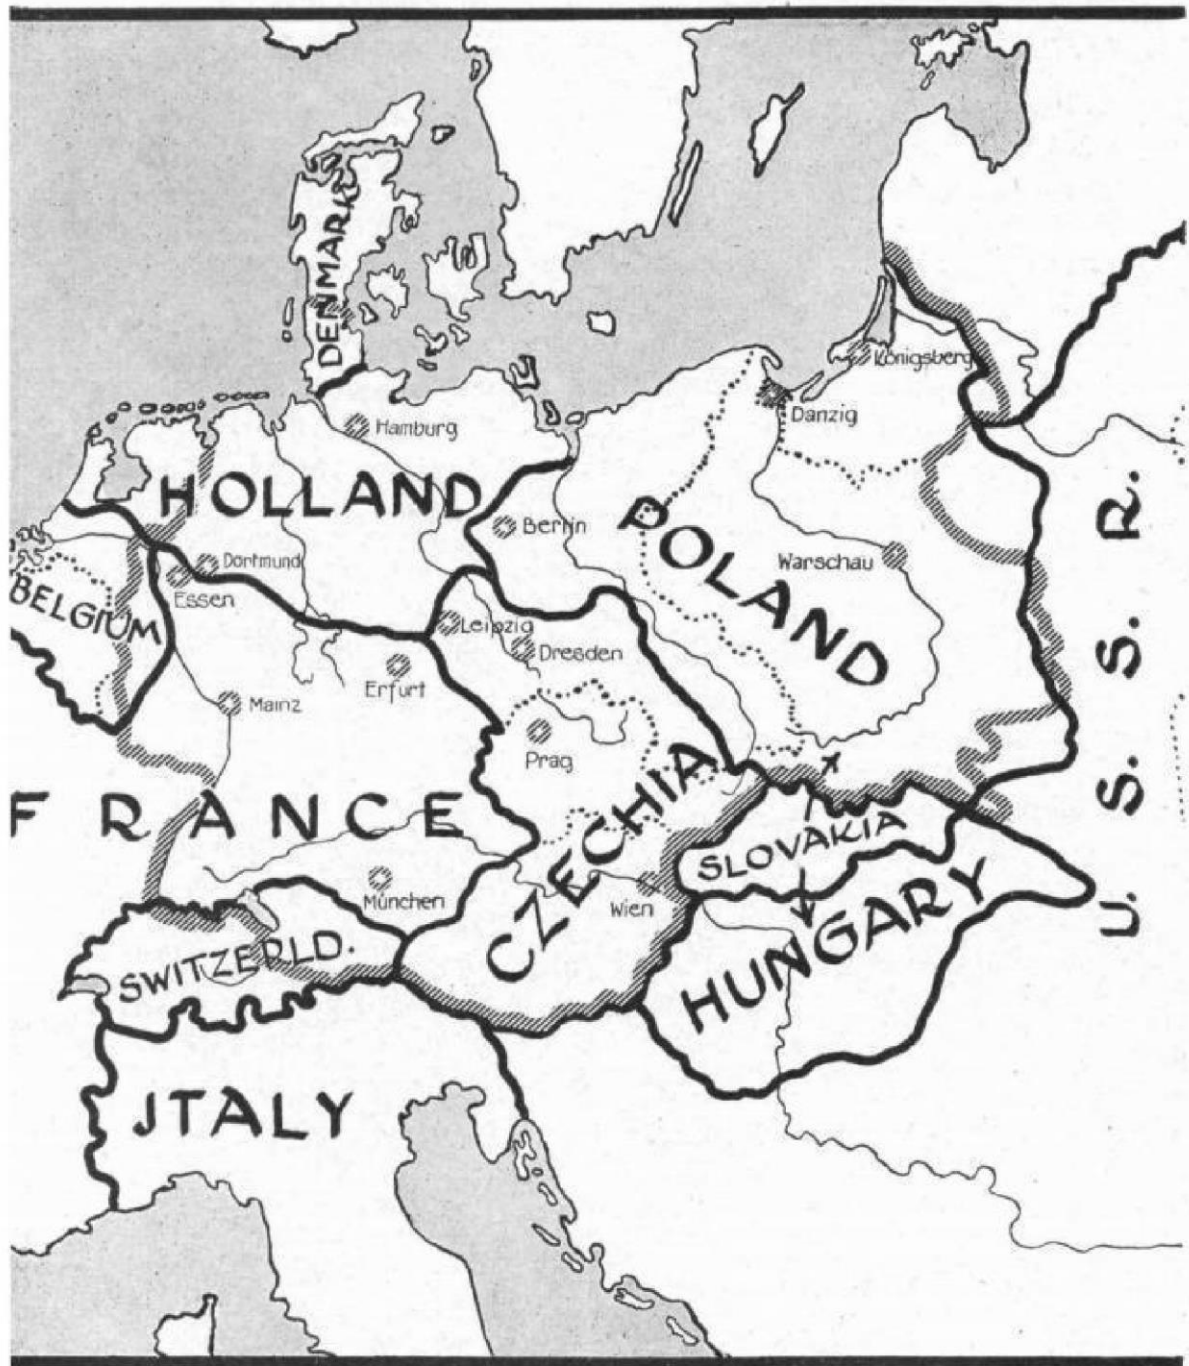 DENMARK
Königsberg
Danzig
Hamburg
HOLLAND
Berlin
POLAND
U. S. S. R.
Dortmund
Essen
Warschau
BELGIUM
Leipzig
Dresden
Erfurt
Mainz
Prag
FRANCE
CZECHIA
SLOVAKIA
München
Wien
HUNGARY
SWITZERLD.
JTALY